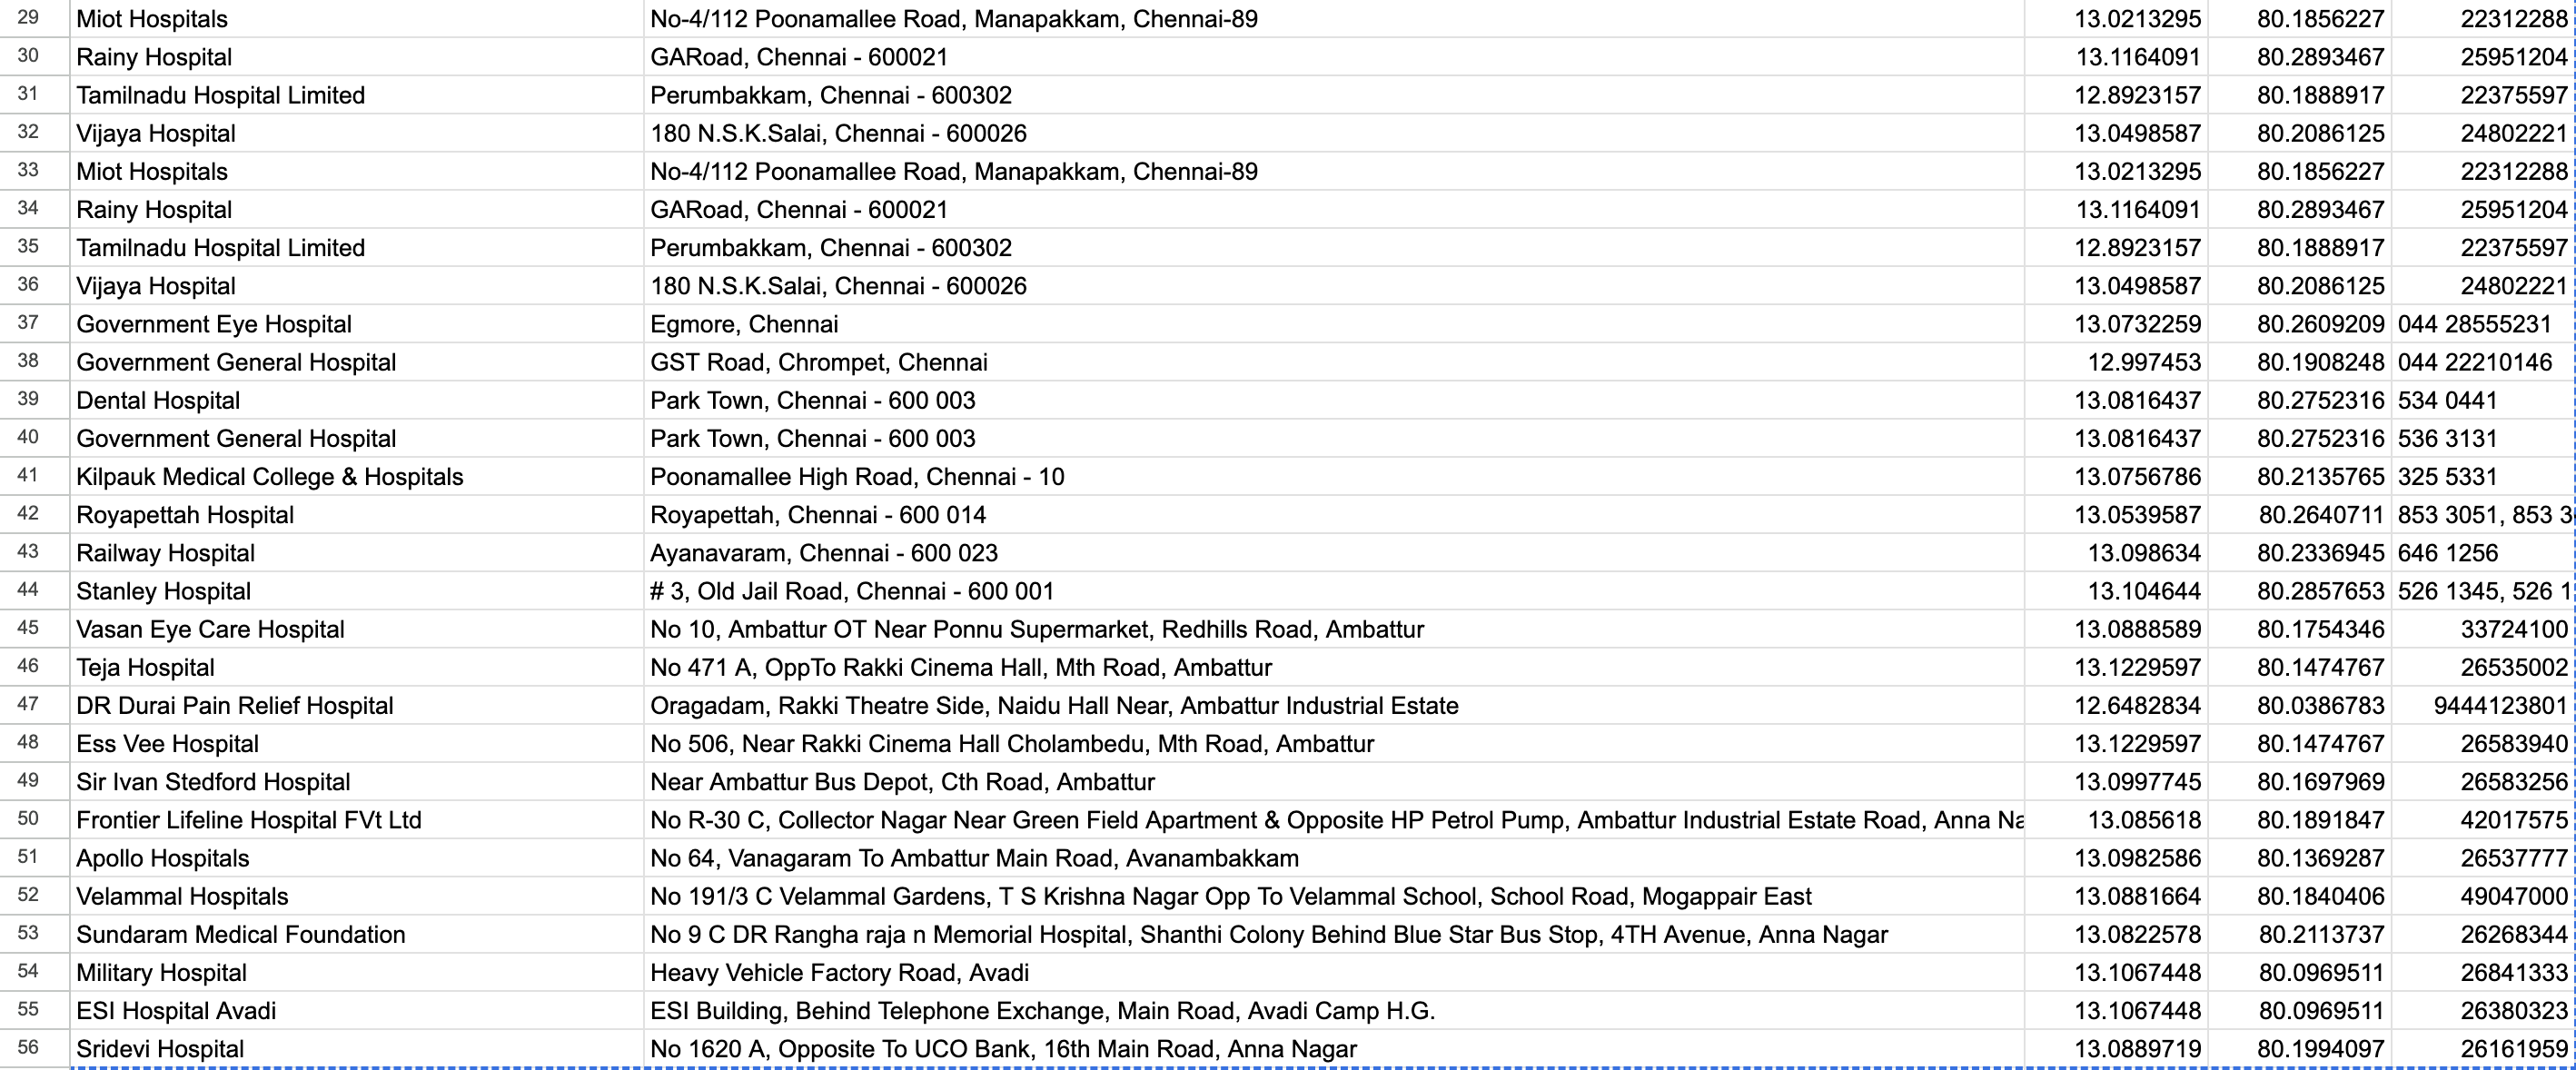 29 Miot Hospitals No-4/112 Poonamallee Road, Manapakkam, Chennai-89 13.0213295 80.1856227 22312288
30 Rainy Hospital GARoad, Chennai - 600021 13.1164091 80.2893467 25951204
31 Tamilnadu Hospital Limited Perumbakkam, Chennai - 600302 12.8923157 80.1888917 22375597
32 Vijaya Hospital 180 N.S.K.Salai, Chennai - 600026 13.0498587 80.2086125 24802221
33 Miot Hospitals No-4/112 Poonamallee Road, Manapakkam, Chennai-89 13.0213295 80.1856227 22312288
34 Rainy Hospital GARoad, Chennai - 600021 13.1164091 80.2893467 25951204
35 Tamilnadu Hospital Limited Perumbakkam, Chennai - 600302 12.8923157 80.1888917 22375597
36 Vijaya Hospital 180 N.S.K.Salai, Chennai - 600026 13.0498587 80.2086125 24802221
37 Government Eye Hospital Egmore, Chennai 13.0732259 80.2609209 044 28555231
38 Government General Hospital GST Road, Chrompet, Chennai 12.997453 80.1908248 044 22210146
39 Dental Hospital Park Town, Chennai - 600 003 13.0816437 80.2752316 534 0441
40 Government General Hospital Park Town, Chennai - 600 003 13.0816437 80.2752316 536 3131
41 Kilpauk Medical College & Hospitals Poonamallee High Road, Chennai - 10 13.0756786 80.2135765 325 5331
42 Royapettah Hospital Royapettah, Chennai - 600 014 13.0539587 80.2640711 853 3051, 853 3
43 Railway Hospital Ayanavaram, Chennai - 600 023 13.098634 80.2336945 646 1256
44 Stanley Hospital # 3, Old Jail Road, Chennai - 600 001 13.104644 80.2857653 526 1345, 526 1
45 Vasan Eye Care Hospital No 10, Ambattur OT Near Ponnu Supermarket, Redhills Road, Ambattur 13.0888589 80.1754346 33724100
46 Teja Hospital No 471 A, OppTo Rakki Cinema Hall, Mth Road, Ambattur 13.1229597 80.1474767 26535002
47 DR Durai Pain Relief Hospital Oragadam, Rakki Theatre Side, Naidu Hall Near, Ambattur Industrial Estate 12.6482834 80.0386783 9444123801
48 Ess Vee Hospital No 506, Near Rakki Cinema Hall Cholambedu, Mth Road, Ambattur 13.1229597 80.1474767 26583940
49 Sir Ivan Stedford Hospital Near Ambattur Bus Depot, Cth Road, Ambattur 13.0997745 80.1697969 26583256
50 Frontier Lifeline Hospital FVt Ltd No R-30 C, Collector Nagar Near Green Field Apartment & Opposite HP Petrol Pump, Ambattur Industrial Estate Road, Anna Na 13.085618 80.1891847 42017575
51 Apollo Hospitals No 64, Vanagaram To Ambattur Main Road, Avanambakkam 13.0982586 80.1369287 26537777
52 Velammal Hospitals No 191/3 C Velammal Gardens, T S Krishna Nagar Opp To Velammal School, School Road, Mogappair East 13.0881664 80.1840406 49047000
53 Sundaram Medical Foundation No 9 C DR Rangha raja n Memorial Hospital, Shanthi Colony Behind Blue Star Bus Stop, 4TH Avenue, Anna Nagar 13.0822578 80.2113737 26268344
54 Military Hospital Heavy Vehicle Factory Road, Avadi 13.1067448 80.0969511 26841333
55 ESI Hospital Avadi ESI Building, Behind Telephone Exchange, Main Road, Avadi Camp H.G. 13.1067448 80.0969511 26380323
56 Sridevi Hospital No 1620 A, Opposite To UCO Bank, 16th Main Road, Anna Nagar 13.0889719 80.1994097 26161959